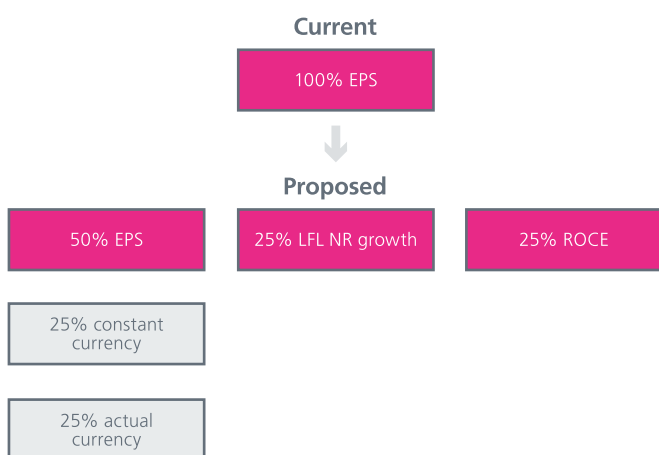 Current
100% EPS
Proposed
50% EPS
25% LFL NR growth
25% ROCE
25% constant
currency
25% actual
currency